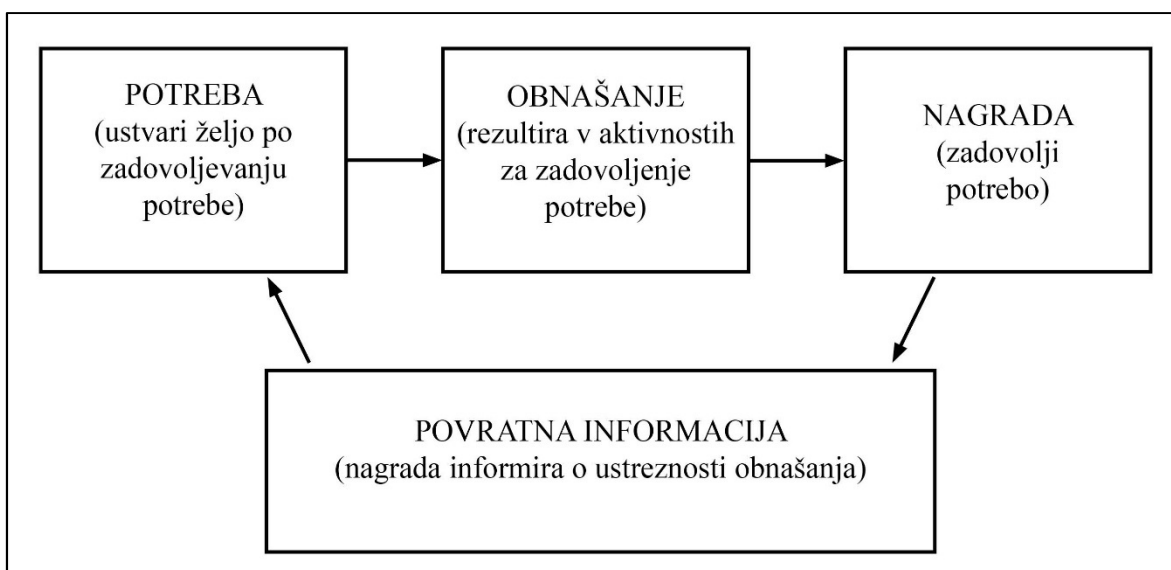 POTREBA
(ustvari željo po
zadovoljevanju
potrebe)
OBNAŠANJE
(rezultira v aktivnostih
za zadovoljenje
potrebe)
NAGRADA
(zadovolji
potrebo)
POVRATNA INFORMACIJA
(nagrada informira o ustreznosti obnašanja)